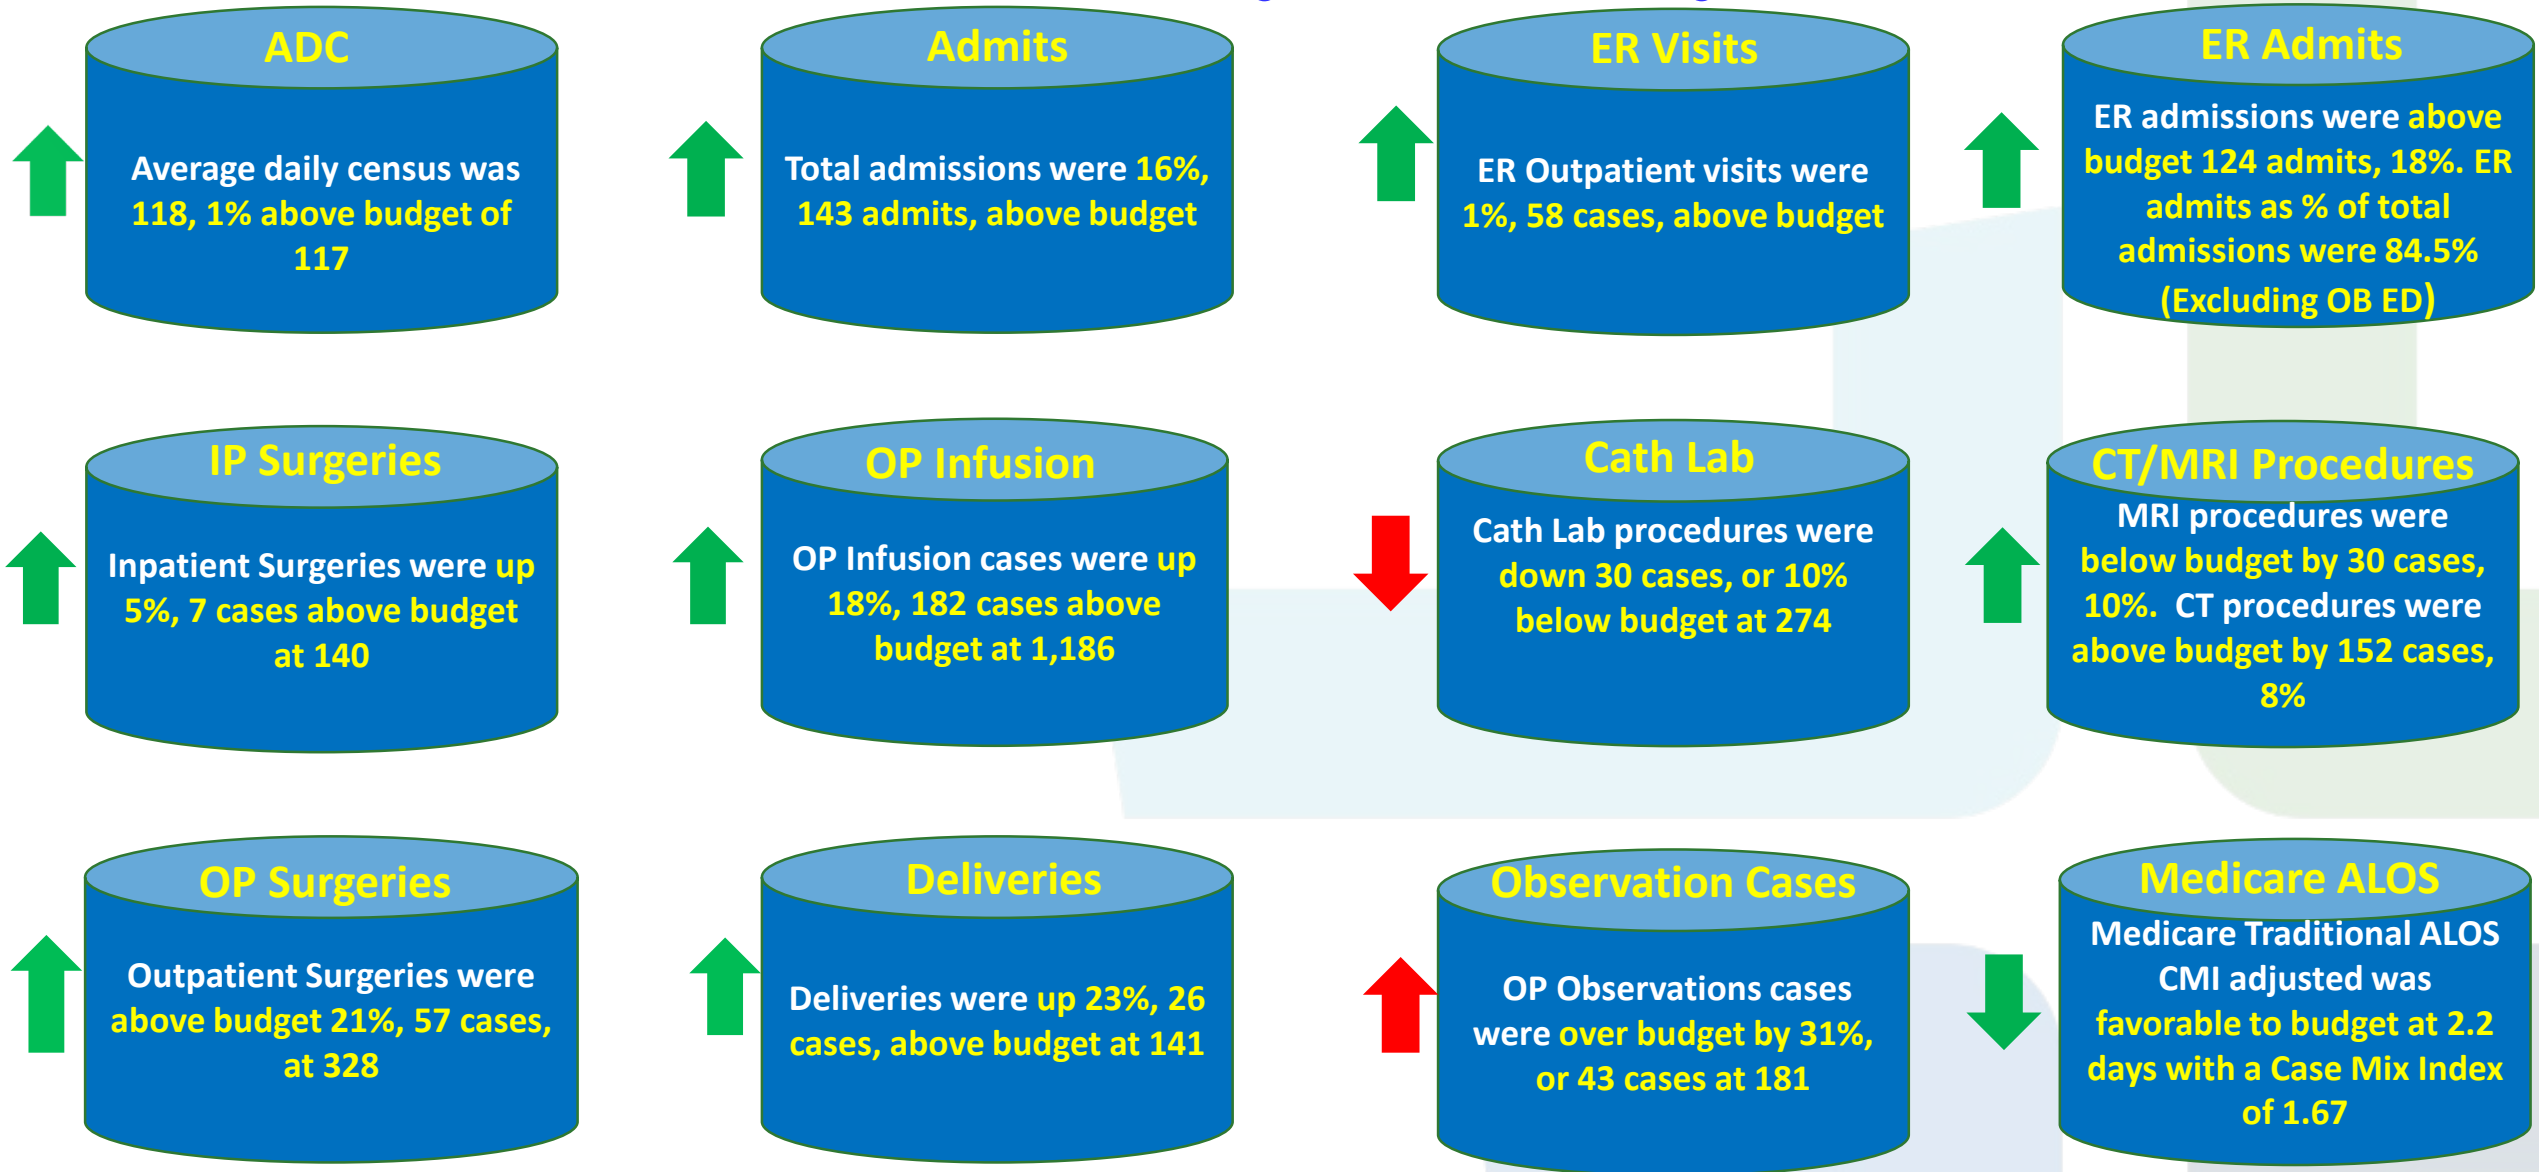 ADC
Average daily census was
118, 1% above budget of
117
Admits
Total admissions were 16%,
143 admits, above budget
ER Visits
ER Outpatient visits were
1%, 58 cases, above budget
ER Admits
ER admissions were above
budget 124 admits, 18%. ER
admits as % of total
admissions were 84.5%
(Excluding OB ED)
IP Surgeries
Inpatient Surgeries were up
5%, 7 cases above budget
at 140
OP Infusion
OP Infusion cases were up
18%, 182 cases above
budget at 1,186
Cath Lab
Cath Lab procedures were
down 30 cases, or 10%
below budget at 274
CT/MRI Procedures
MRI procedures were
below budget by 30 cases,
10%. CT procedures were
above budget by 152 cases,
8%
OP Surgeries
Outpatient Surgeries were
above budget 21%, 57 cases,
at 328
Deliveries
Deliveries were up 23%, 26
cases, above budget at 141
Observation Cases
OP Observations cases
were over budget by 31%,
or 43 cases at 181
Medicare ALOS
Medicare Traditional ALOS
CMI adjusted was
favorable to budget at 2.2
days with a Case Mix Index
of 1.67